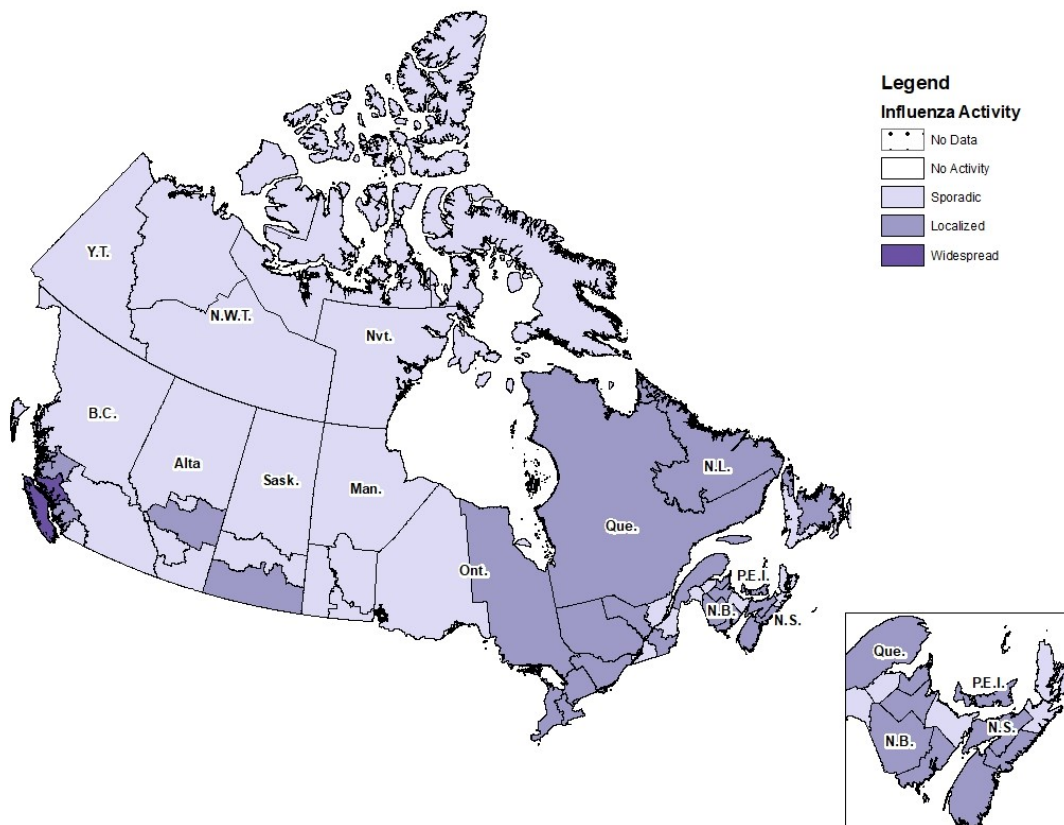 Legend
Influenza Activity
No Data
No Activity
Sporadic
Localized
Widespread
Y.T.
N.W.T.
Nvt.
B.C.
Alta
Sask.
Man.
N.L.
Que.
Ont.
P.E.I.
N.B.
N.S.
Que.
P.E.I.
N.S.
N.B.